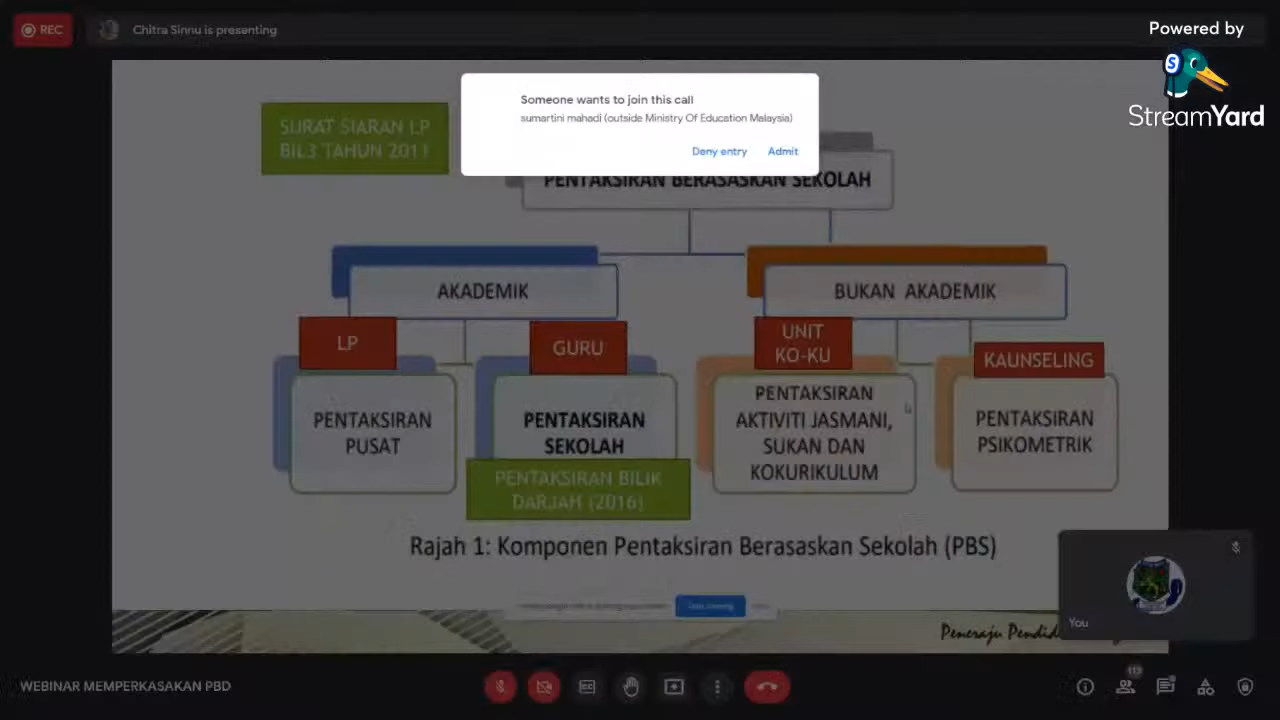 REC
Chitra Sinnu is presenting
Powered by
StreamYard
Someone wants to join this call
sumartini mahadi (outside Ministry Of Education Malaysia)
Deny entry
Admit
SURAT SIARAN LP
BIL3 TAHUN 2011
PENTAKSIRAN BERASASKAN SEKOLAH
AKADEMIK
BUKAN AKADEMIK
LP
GURU
UNIT
KO-KU
KAUNSELING
PENTAKSIRAN
PUSAT
PENTAKSIRAN
SEKOLAH
PENTAKSIRAN BILIK
DARJAH (2016)
PENTAKSIRAN
AKTIVITI JASMANI,
SUKAN DAN
KOKURIKULUM
PENTAKSIRAN
PSIKOMETRIK
Rajah 1: Komponen Pentaksiran Berasaskan Sekolah (PBS)
Peneraju
You
WEBINAR MEMPERKASAKAN PBD
113